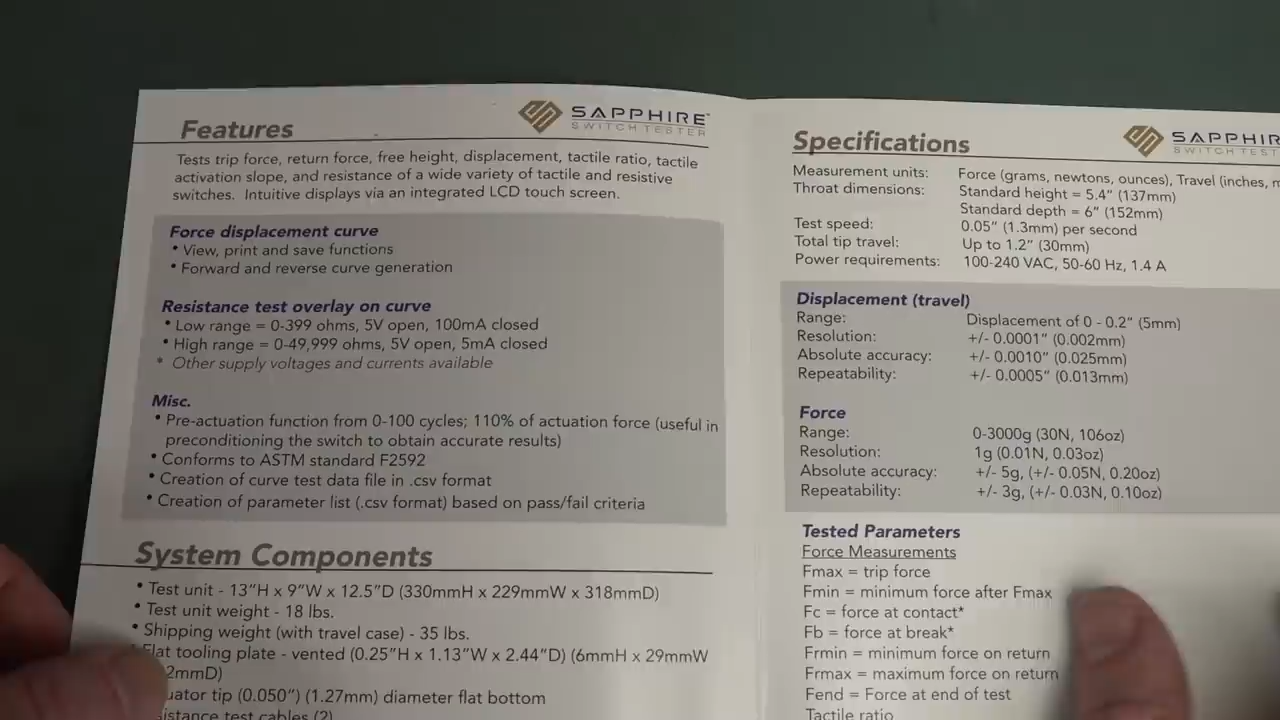 Features
SAPPHIRE
SWITCH TESTER
Tests trip force, return force, free height, displacement, tactile ratio, tactile
activation slope, and resistance of a wide variety of tactile and resistive
switches. Intuitive displays via an integrated LCD touch screen.
Force displacement curve
• View, print and save functions
• Forward and reverse curve generation
Resistance test overlay on curve
• Low range = 0-399 ohms, 5V open, 100mA closed
• High range = 0-49,999 ohms, 5V open, 5mA closed
* Other supply voltages and currents available
Misc.
• Pre-actuation function from 0-100 cycles; 110% of actuation force (useful in
preconditioning the switch to obtain accurate results)
• Conforms to ASTM standard F2592
• Creation of curve test data file in .csv format
• Creation of parameter list (.csv format) based on pass/fail criteria
System Components
• Test unit - 13"H x 9"W x 12.5"D (330mmH x 229mmW x 318mmD)
• Test unit weight - 18 lbs.
• Shipping weight (with travel case) - 35 lbs.
Flat tooling plate - vented (0.25"H x 1.13"W x 2.44"D) (6mmH x 29mmW
2mmD)
uator tip (0.050") (1.27mm) diameter flat bottom
istance test cables (2)
Specifications
SAPPHIR
SWITCH TEST
Measurement units: Force (grams, newtons, ounces), Travel (inches, m
Throat dimensions: Standard height = 5.4" (137mm)
Standard depth = 6" (152mm)
Test speed: 0.05" (1.3mm) per second
Total tip travel: Up to 1.2" (30mm)
Power requirements: 100-240 VAC, 50-60 Hz, 1.4 A
Displacement (travel)
Range: Displacement of 0 - 0.2" (5mm)
Resolution: +/- 0.0001" (0.002mm)
Absolute accuracy: +/- 0.0010" (0.025mm)
Repeatability: +/- 0.0005" (0.013mm)
Force
Range: 0-3000g (30N, 106oz)
Resolution: 1g (0.01N, 0.03oz)
Absolute accuracy: +/- 5g, (+/- 0.05N, 0.20oz)
Repeatability: +/- 3g, (+/- 0.03N, 0.10oz)
Tested Parameters
Force Measurements
Fmax = trip force
Fmin = minimum force after Fmax
Fc = force at contact*
Fb = force at break*
Frmin = minimum force on return
Frmax = maximum force on return
Fend = Force at end of test
Tactile ratio